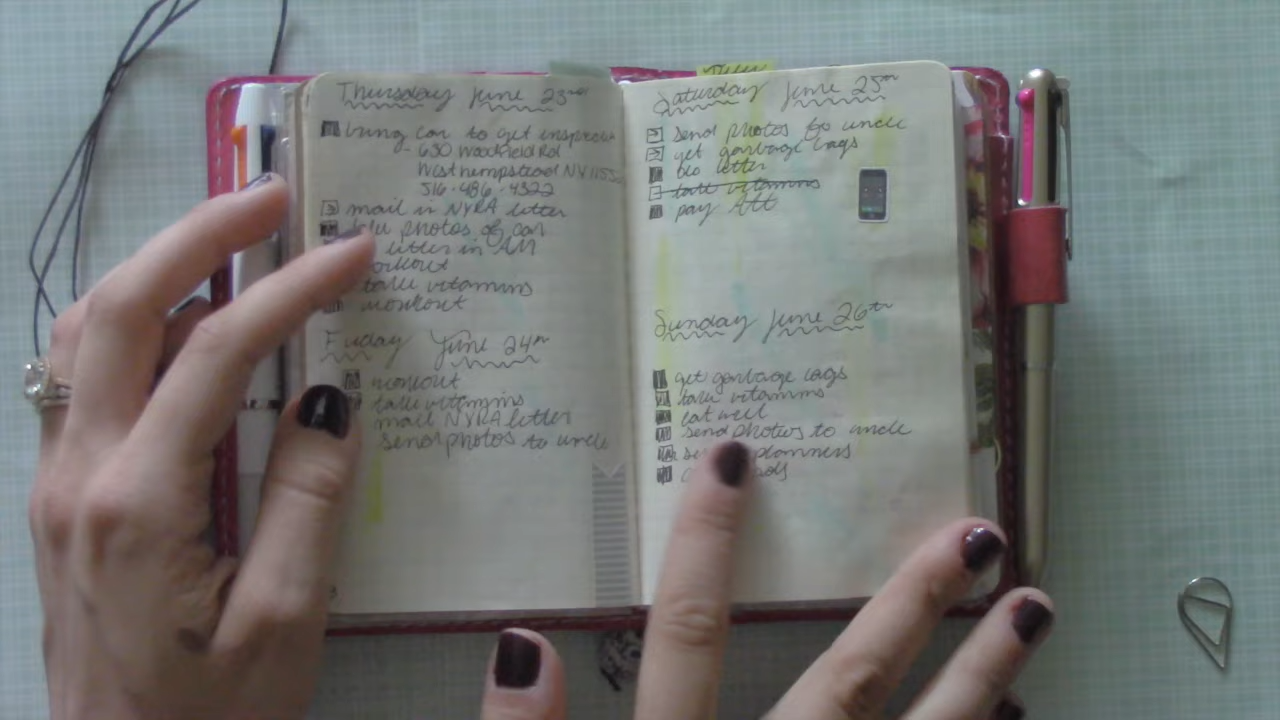 Thursday June 23rd
bring car to get inspected
630 Woodfield Rd
West hempstead NY 1155
516-486-4322
mail in NYRA letter
take photos of car
letter in AM
workout
take vitamins
workout
Friday June 24th
workout
take vitamins
mail NYRA letter
send photos to uncle
Saturday June 25th
send photos to uncle
get garbage bags
letter
take vitamins
pay Att
Sunday June 26th
get garbage bags
take vitamins
eat well
send photos to uncle
planners